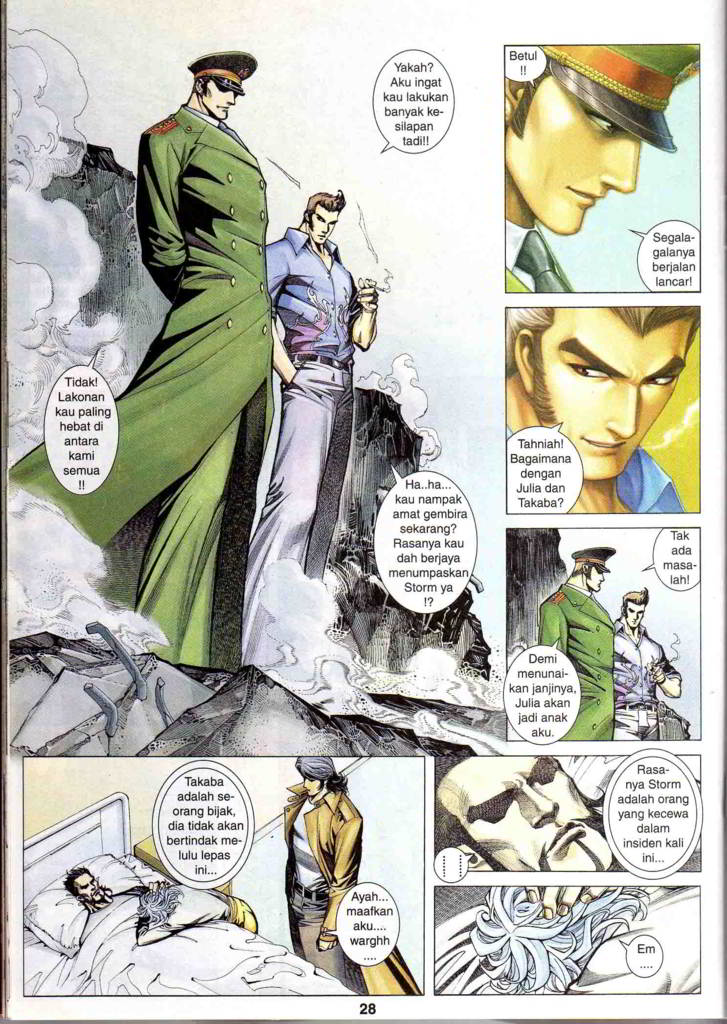 Yakah?
Aku ingat
kau lakukan
banyak ke-
silapan
tadi!!
Tidak!
Lakonan
kau paling
hebat di
antara
kami
semua
!!
Ha..ha...
kau nampak
amat gembira
sekarang?
Rasanya kau
dah berjaya
menumpaskan
Storm ya
!?
Betul
!!
Segala-
galanya
berjalan
lancar!
Tahniah!
Bagaimana
dengan
Julia dan
Takaba?
Tak
ada
masa-
lah!
Demi
menunai-
kan janjinya,
Julia akan
jadi anak
aku.
Takaba
adalah se-
orang bijak,
dia tidak akan
bertindak me-
lulu lepas
ini...
Ayah....
maafkan
aku....
warghh
....
Rasa-
nya Storm
adalah orang
yang kecewa
dalam
insiden kali
ini...
Em
....
28